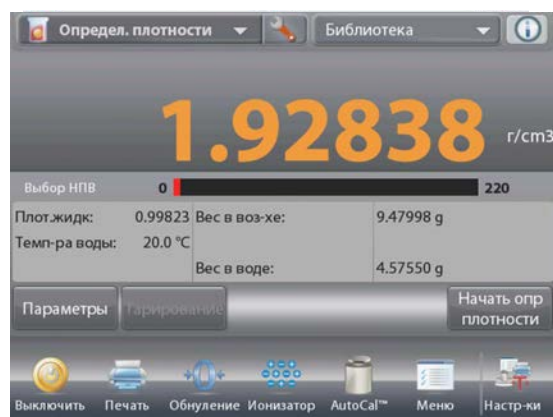 Определ. плотности Библиотека
1.92838 г/cm3
Выбор НПВ 0 220
Плот.жидк: 0.99823 Вес в воз-хе: 9.47998 g
Темп-ра воды: 20.0 °C
Вес в воде: 4.57550 g
Параметры Тарирование Начать опр
плотности
Выключить Печать Обнуление Ионизатор AutoCal™ Меню Настр-ки